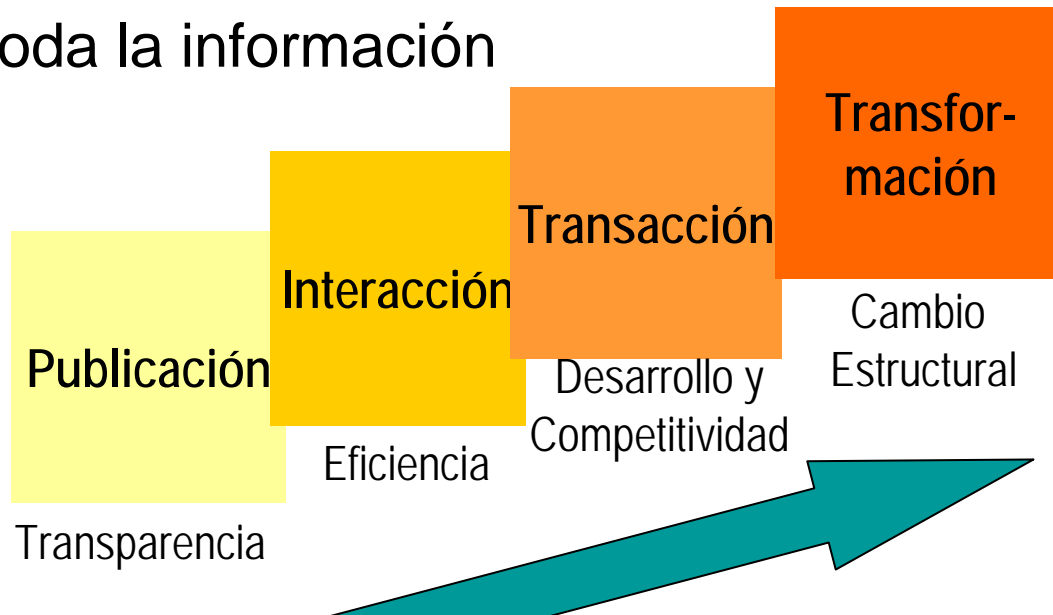 oda la información
Publicación
Transparencia
Interacción
Eficiencia
Transacción
Desarrollo y
Competitividad
Transfor-
mación
Cambio
Estructural